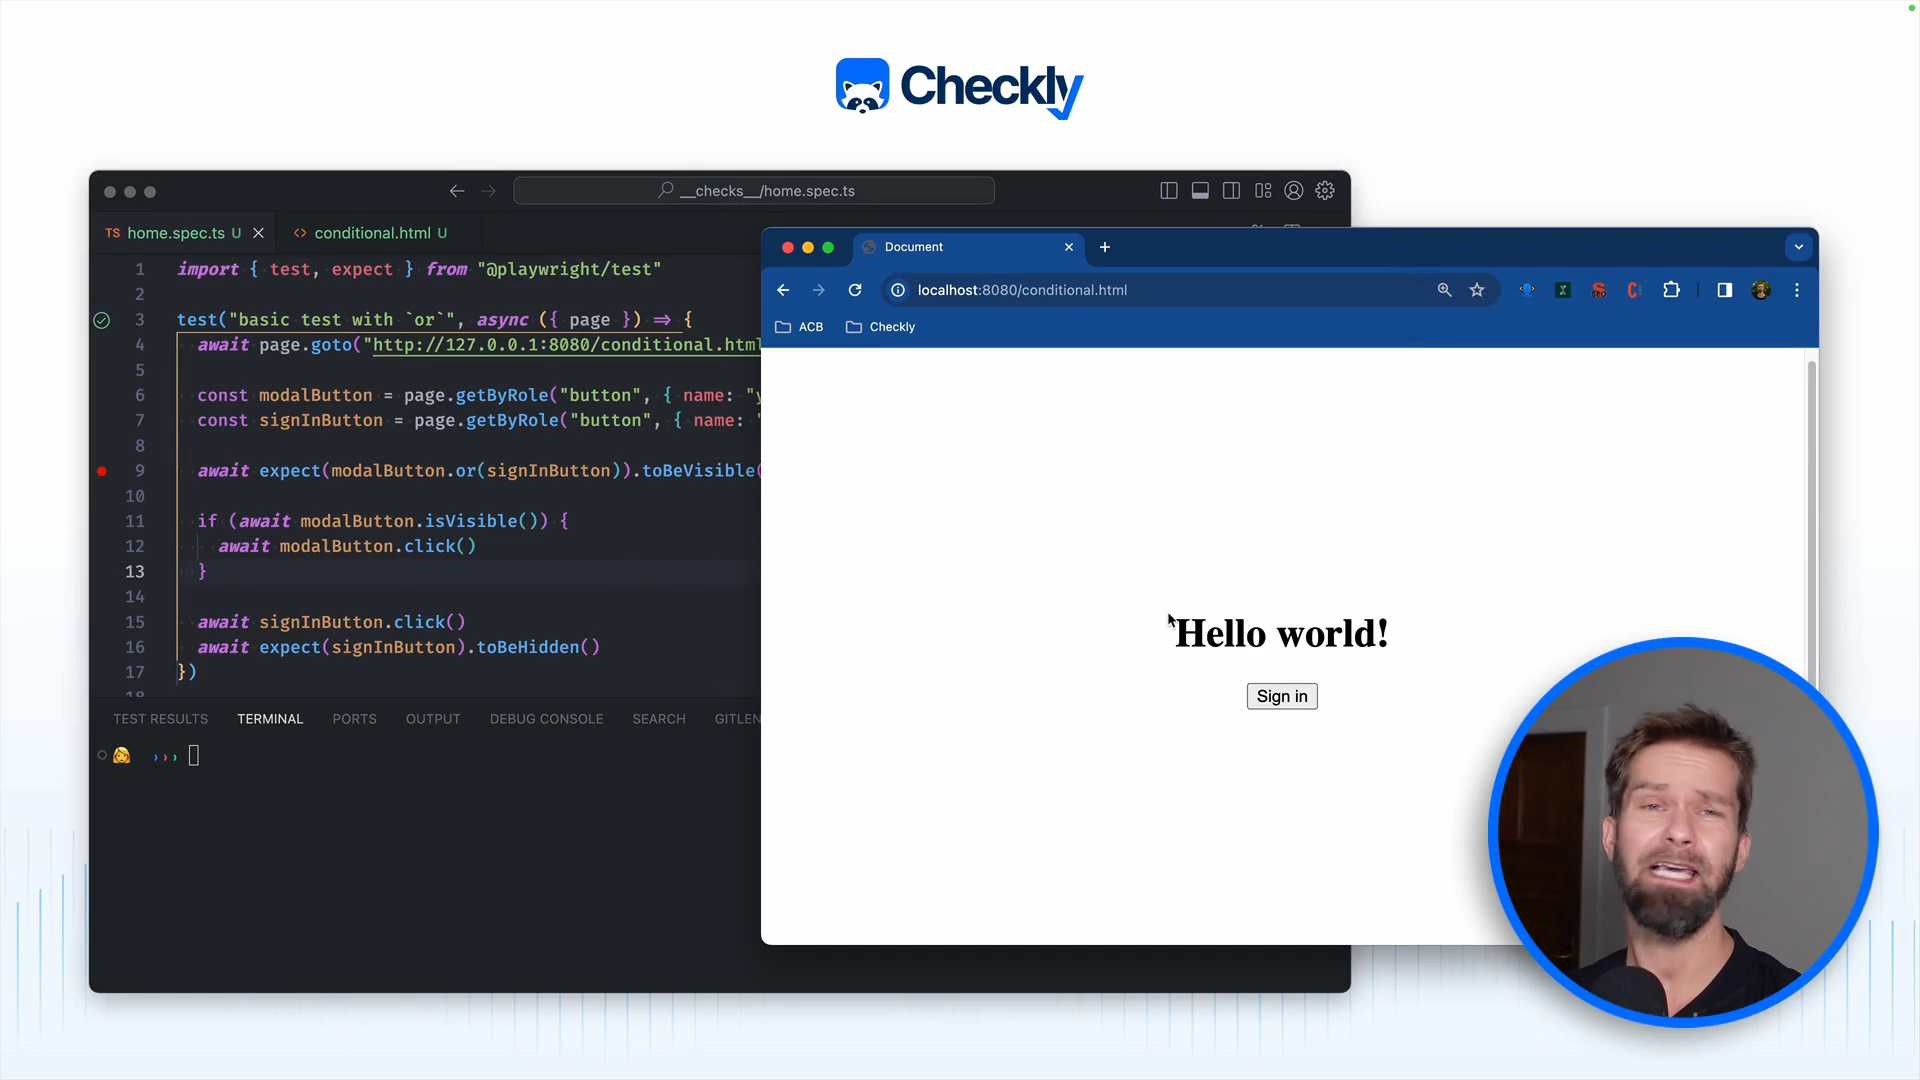 Checkly
__checks__/home.spec.ts
TS home.spec.ts U
<> conditional.html U
1 import { test, expect } from "@playwright/test"
2
3 test("basic test with `or`", async ({ page }) => {
4 await page.goto("http://127.0.0.1:8080/conditional.html
5
6 const modalButton = page.getByRole("button", { name: "y
7 const signInButton = page.getByRole("button", { name: "
8
9 await expect(modalButton.or(signInButton)).toBeVisible(
10
11 if (await modalButton.isVisible()) {
12 await modalButton.click()
13 }
14
15 await signInButton.click()
16 await expect(signInButton).toBeHidden()
17 })
18
TEST RESULTS TERMINAL PORTS OUTPUT DEBUG CONSOLE SEARCH GITLEN
Document
localhost:8080/conditional.html
ACB Checkly
Hello world!
Sign in